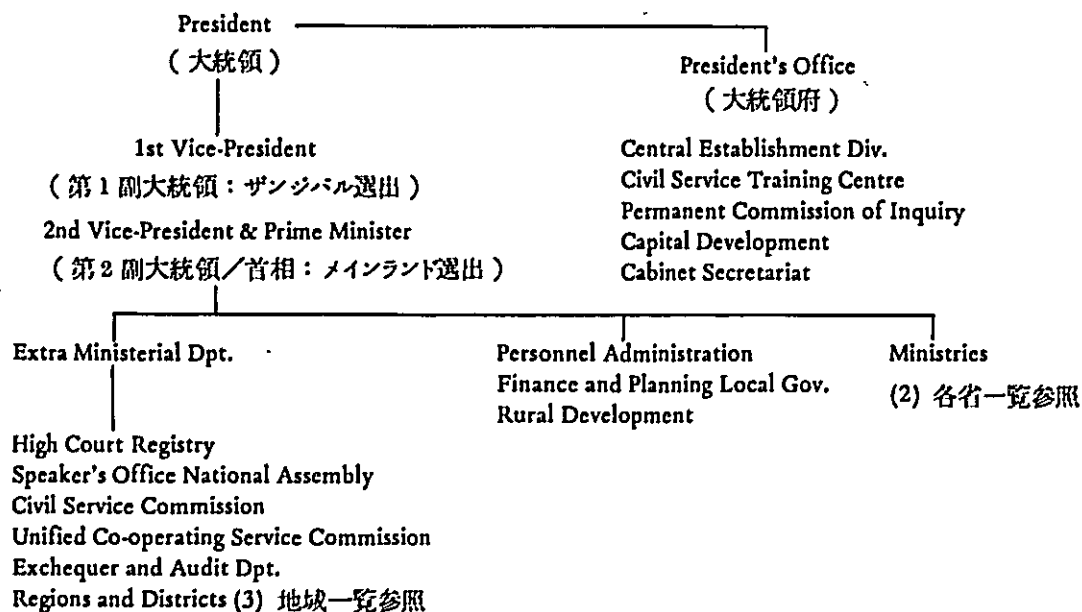 President
（大統領）
President's Office
（大統領府）
1st Vice-President
（第1副大統領：ザンジバル選出）
2nd Vice-President & Prime Minister
（第2副大統領／首相：メインランド選出）
Central Establishment Div.
Civil Service Training Centre
Permanent Commission of Inquiry
Capital Development
Cabinet Secretariat
Extra Ministerial Dpt.
High Court Registry
Speaker's Office National Assembly
Civil Service Commission
Unified Co-operating Service Commission
Exchequer and Audit Dpt.
Regions and Districts (3) 地域一覧参照
Personnel Administration
Finance and Planning Local Gov.
Rural Development
Ministries
(2) 各省一覧参照